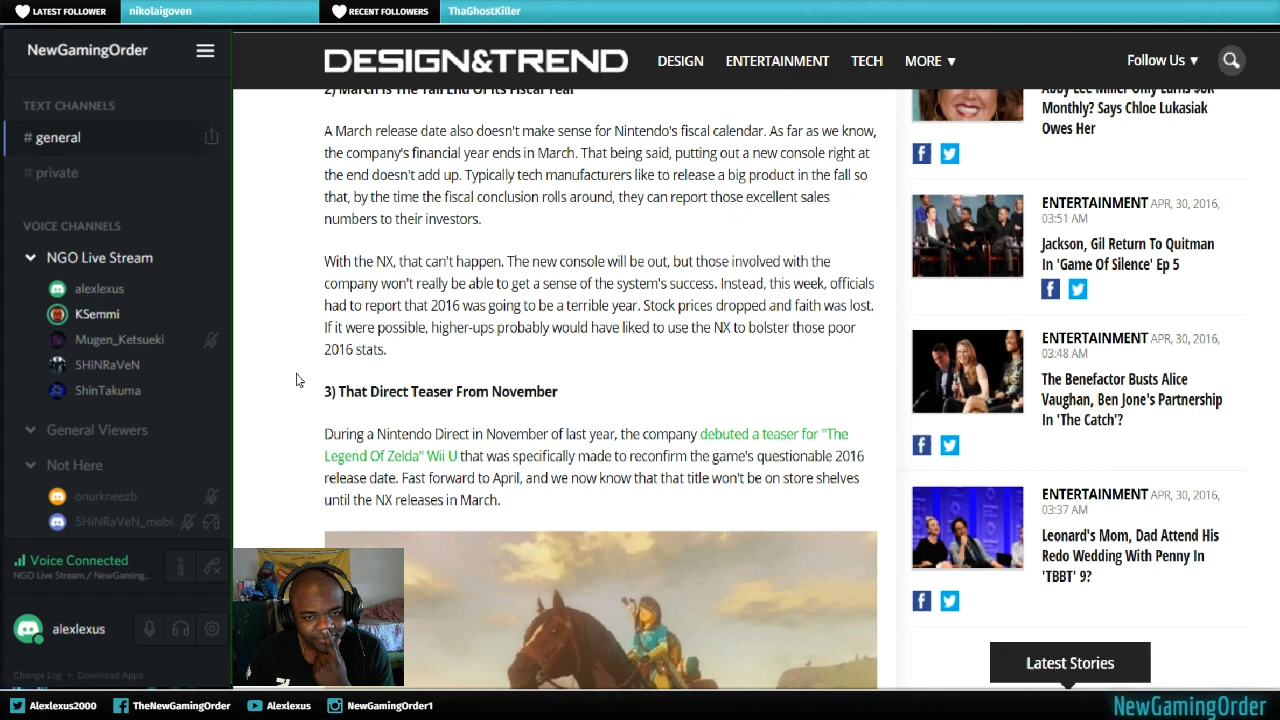 LATEST FOLLOWER
nikolaigoven
RECENT FOLLOWERS
ThaGhostKiller
NewGamingOrder
TEXT CHANNELS
# general
# private
VOICE CHANNELS
NGO Live Stream
alexlexus
KSemmi
Mugen_Ketsueki
SHiNRaVeN
ShinTakuma
General Viewers
Not Here
onurkneezb
SHiNRaVeN_mobi...
Voice Connected
NGO Live Stream / NewGaming...
alexlexus
Change Log • Download Apps
DESIGN&TREND
DESIGN ENTERTAINMENT TECH MORE ▼
Follow Us ▼
2) March Is The Tail End Of Its Fiscal Year
A March release date also doesn't make sense for Nintendo's fiscal calendar. As far as we know,
the company's financial year ends in March. That being said, putting out a new console right at
the end doesn't add up. Typically tech manufacturers like to release a big product in the fall so
that, by the time the fiscal conclusion rolls around, they can report those excellent sales
numbers to their investors.
With the NX, that can't happen. The new console will be out, but those involved with the
company won't really be able to get a sense of the system's success. Instead, this week, officials
had to report that 2016 was going to be a terrible year. Stock prices dropped and faith was lost.
If it were possible, higher-ups probably would have liked to use the NX to bolster those poor
2016 stats.
3) That Direct Teaser From November
During a Nintendo Direct in November of last year, the company debuted a teaser for "The
Legend Of Zelda" Wii U that was specifically made to reconfirm the game's questionable 2016
release date. Fast forward to April, and we now know that that title won't be on store shelves
until the NX releases in March.
Abby Lee Miller Only Earns $8K
Monthly? Says Chloe Lukasiak
Owes Her
ENTERTAINMENT APR, 30, 2016,
03:51 AM
Jackson, Gil Return To Quitman
In 'Game Of Silence' Ep 5
ENTERTAINMENT APR, 30, 2016,
03:48 AM
The Benefactor Busts Alice
Vaughan, Ben Jone's Partnership
In 'The Catch'?
ENTERTAINMENT APR, 30, 2016,
03:37 AM
Leonard's Mom, Dad Attend His
Redo Wedding With Penny In
'TBBT' 9?
Latest Stories
Alexlexus2000
TheNewGamingOrder
Alexlexus
NewGamingOrder1
NewGamingOrder